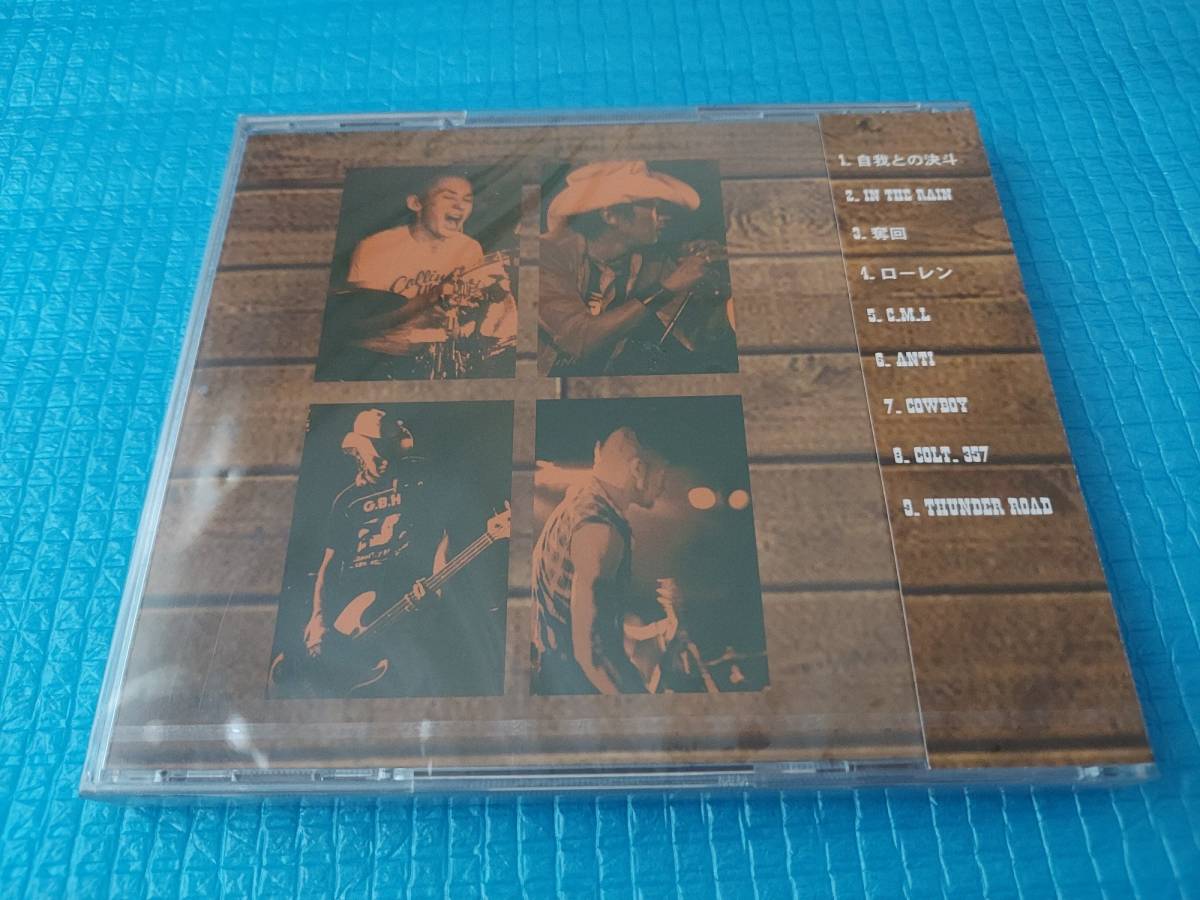 1. 自我との決斗
2. IN THE RAIN
3. 奪回
4. ローレン
5. C.M.L
6. ANTI
7. COWBOY
8. COLT. 357
9. THUNDER ROAD
G.B.H